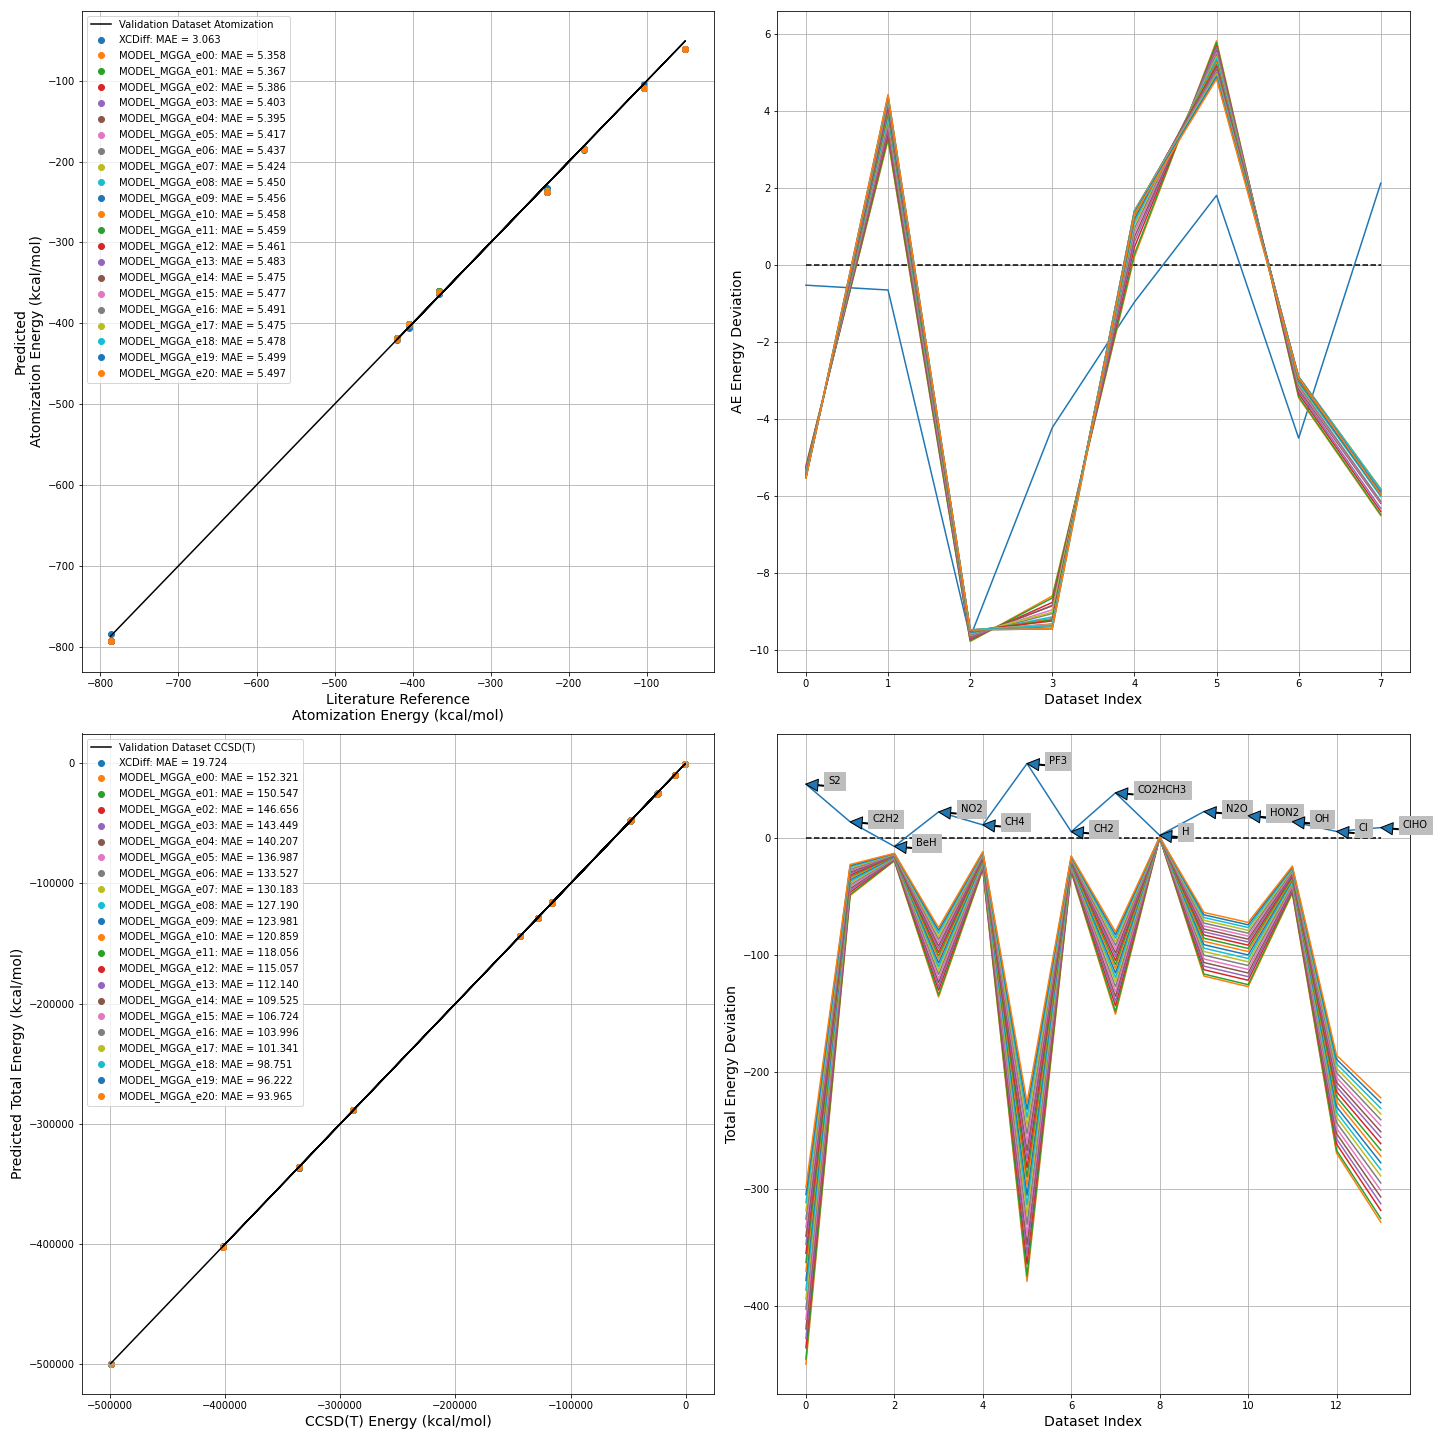 Validation Dataset Atomization
XCDiff: MAE = 3.063
MODEL_MGGA_e00: MAE = 5.358
MODEL_MGGA_e01: MAE = 5.367
MODEL_MGGA_e02: MAE = 5.386
MODEL_MGGA_e03: MAE = 5.403
MODEL_MGGA_e04: MAE = 5.395
MODEL_MGGA_e05: MAE = 5.417
MODEL_MGGA_e06: MAE = 5.437
MODEL_MGGA_e07: MAE = 5.424
MODEL_MGGA_e08: MAE = 5.450
MODEL_MGGA_e09: MAE = 5.456
MODEL_MGGA_e10: MAE = 5.458
MODEL_MGGA_e11: MAE = 5.459
MODEL_MGGA_e12: MAE = 5.461
MODEL_MGGA_e13: MAE = 5.483
MODEL_MGGA_e14: MAE = 5.475
MODEL_MGGA_e15: MAE = 5.477
MODEL_MGGA_e16: MAE = 5.491
MODEL_MGGA_e17: MAE = 5.475
MODEL_MGGA_e18: MAE = 5.478
MODEL_MGGA_e19: MAE = 5.499
MODEL_MGGA_e20: MAE = 5.497
−100
−200
−300
−400
−500
−600
−700
−800
Predicted
Atomization Energy (kcal/mol)
−800 −700 −600 −500 −400 −300 −200 −100
Literature Reference
Atomization Energy (kcal/mol)
6
4
2
0
−2
−4
−6
−8
−10
AE Energy Deviation
0 1 2 3 4 5 6 7
Dataset Index
Validation Dataset CCSD(T)
XCDiff: MAE = 19.724
MODEL_MGGA_e00: MAE = 152.321
MODEL_MGGA_e01: MAE = 150.547
MODEL_MGGA_e02: MAE = 146.656
MODEL_MGGA_e03: MAE = 143.449
MODEL_MGGA_e04: MAE = 140.207
MODEL_MGGA_e05: MAE = 136.987
MODEL_MGGA_e06: MAE = 133.527
MODEL_MGGA_e07: MAE = 130.183
MODEL_MGGA_e08: MAE = 127.190
MODEL_MGGA_e09: MAE = 123.981
MODEL_MGGA_e10: MAE = 120.859
MODEL_MGGA_e11: MAE = 118.056
MODEL_MGGA_e12: MAE = 115.057
MODEL_MGGA_e13: MAE = 112.140
MODEL_MGGA_e14: MAE = 109.525
MODEL_MGGA_e15: MAE = 106.724
MODEL_MGGA_e16: MAE = 103.996
MODEL_MGGA_e17: MAE = 101.341
MODEL_MGGA_e18: MAE = 98.751
MODEL_MGGA_e19: MAE = 96.222
MODEL_MGGA_e20: MAE = 93.965
0
−100000
−200000
−300000
−400000
−500000
Predicted Total Energy (kcal/mol)
−500000 −400000 −300000 −200000 −100000 0
CCSD(T) Energy (kcal/mol)
S2
C2H2
BeH
NO2
CH4
PF3
CH2
CO2HCH3
H
N2O
HON2
OH
Cl
ClHO
0
−100
−200
−300
−400
Total Energy Deviation
0 2 4 6 8 10 12
Dataset Index